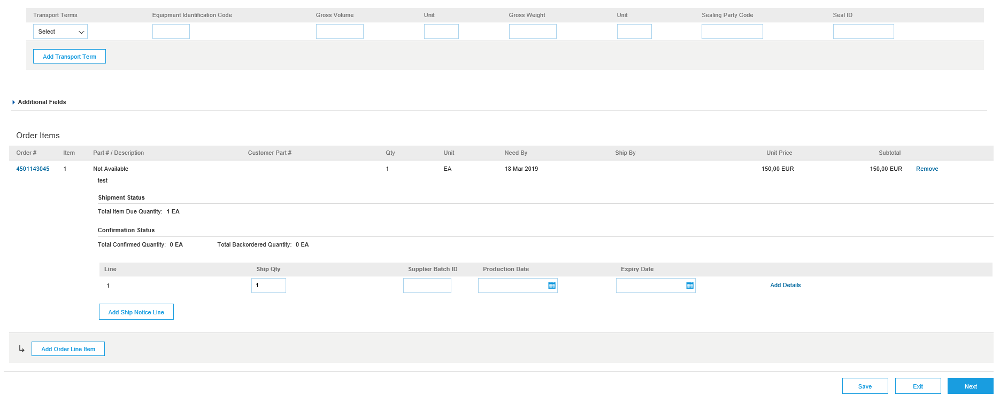 Transport Terms Equipment Identification Code Gross Volume Unit Gross Weight Unit Sealing Party Code Seal ID
Select
Add Transport Term
Additional Fields
Order Items
Order # Item Part # / Description Customer Part # Qty Unit Need By Ship By Unit Price Subtotal
4501143045 1 Not Available 1 EA 18 Mar 2019 150,00 EUR 150,00 EUR Remove
test
Shipment Status
Total Item Due Quantity: 1 EA
Confirmation Status
Total Confirmed Quantity: 0 EA Total Backordered Quantity: 0 EA
Line Ship Qty Supplier Batch ID Production Date Expiry Date
1 1 Add Details
Add Ship Notice Line
Add Order Line Item
Save Exit Next